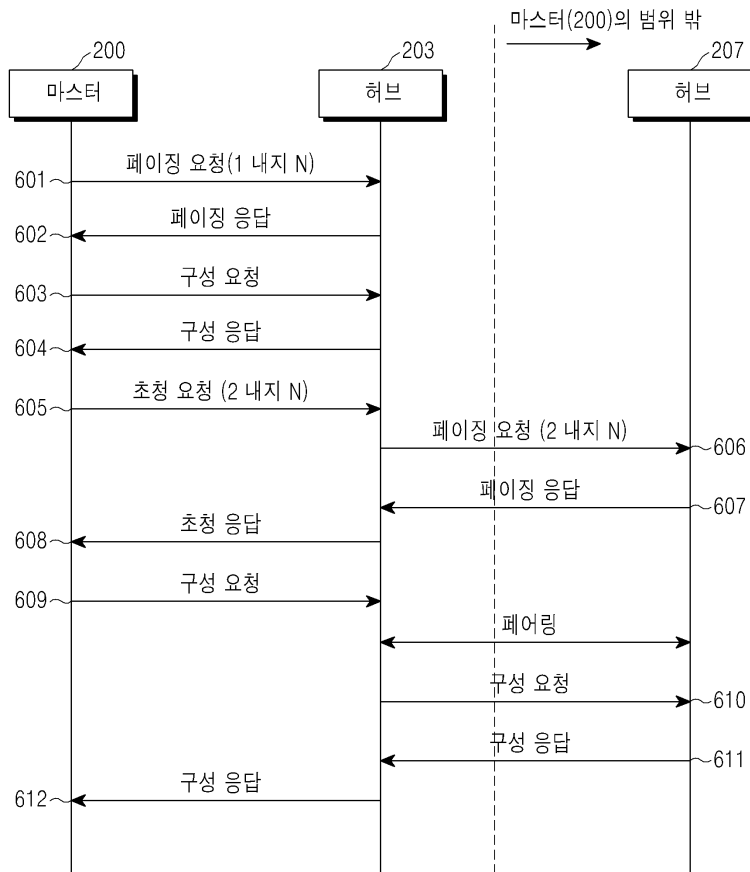 마스터(200)의 범위 밖
200
203
207
마스터
허브
허브
페이징 요청(1 내지 N)
601
페이징 응답
602
구성 요청
603
구성 응답
604
초청 요청 (2 내지 N)
605
페이징 요청 (2 내지 N)
606
페이징 응답
607
초청 응답
608
구성 요청
609
페어링
구성 요청
610
구성 응답
611
구성 응답
612